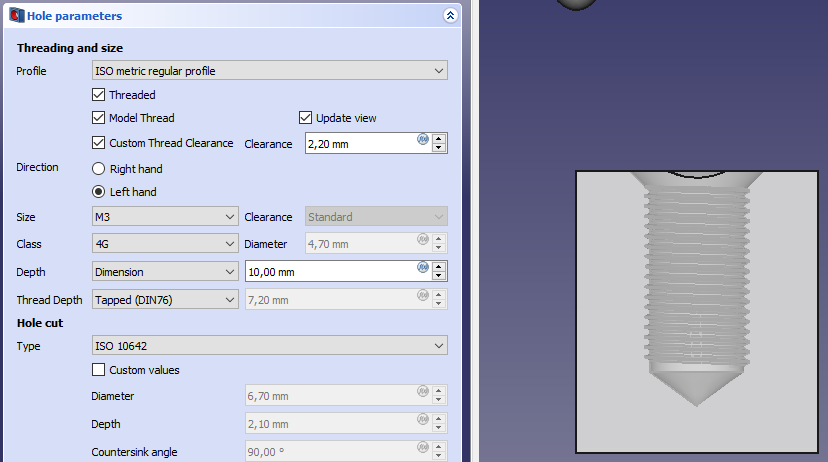 Hole parameters
Threading and size
Profile ISO metric regular profile
Threaded
Model Thread Update view
Custom Thread Clearance Clearance 2,20 mm
Direction Right hand
Left hand
Size M3 Clearance Standard
Class 4G Diameter 4,70 mm
Depth Dimension 10,00 mm
Thread Depth Tapped (DIN76) 7,20 mm
Hole cut
Type ISO 10642
Custom values
Diameter 6,70 mm
Depth 2,10 mm
Countersink angle 90,00 °